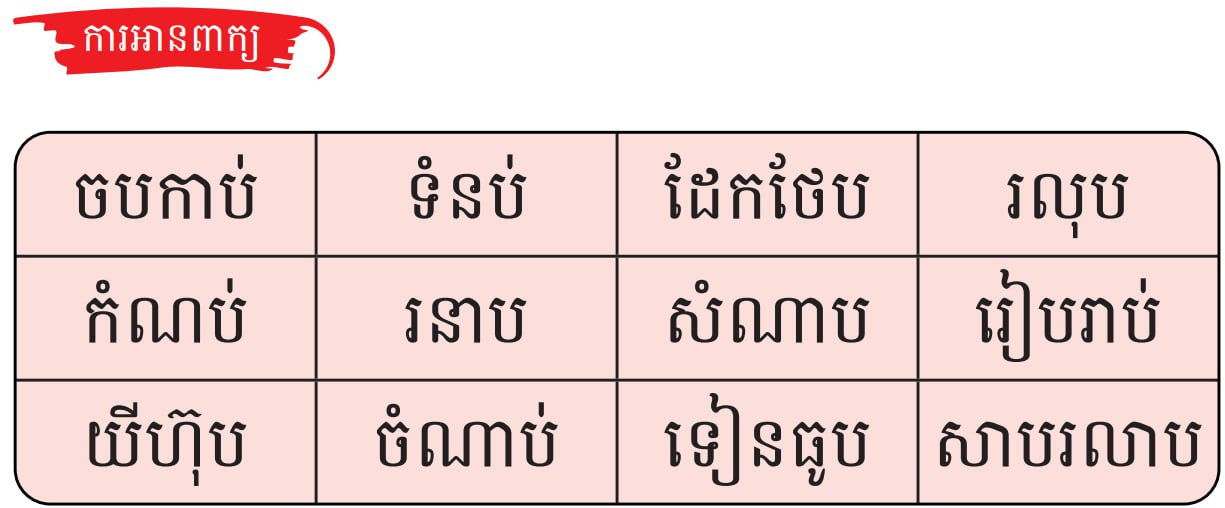 ការអានពាក្យ
ចបកាប់ ទំនប់ ដែកថែប រលុប
កំណប់ រនាប សំណាប រៀបរាប់
យីហ៊ុប ចំណាប់ ទៀនធូប សាបរលាប